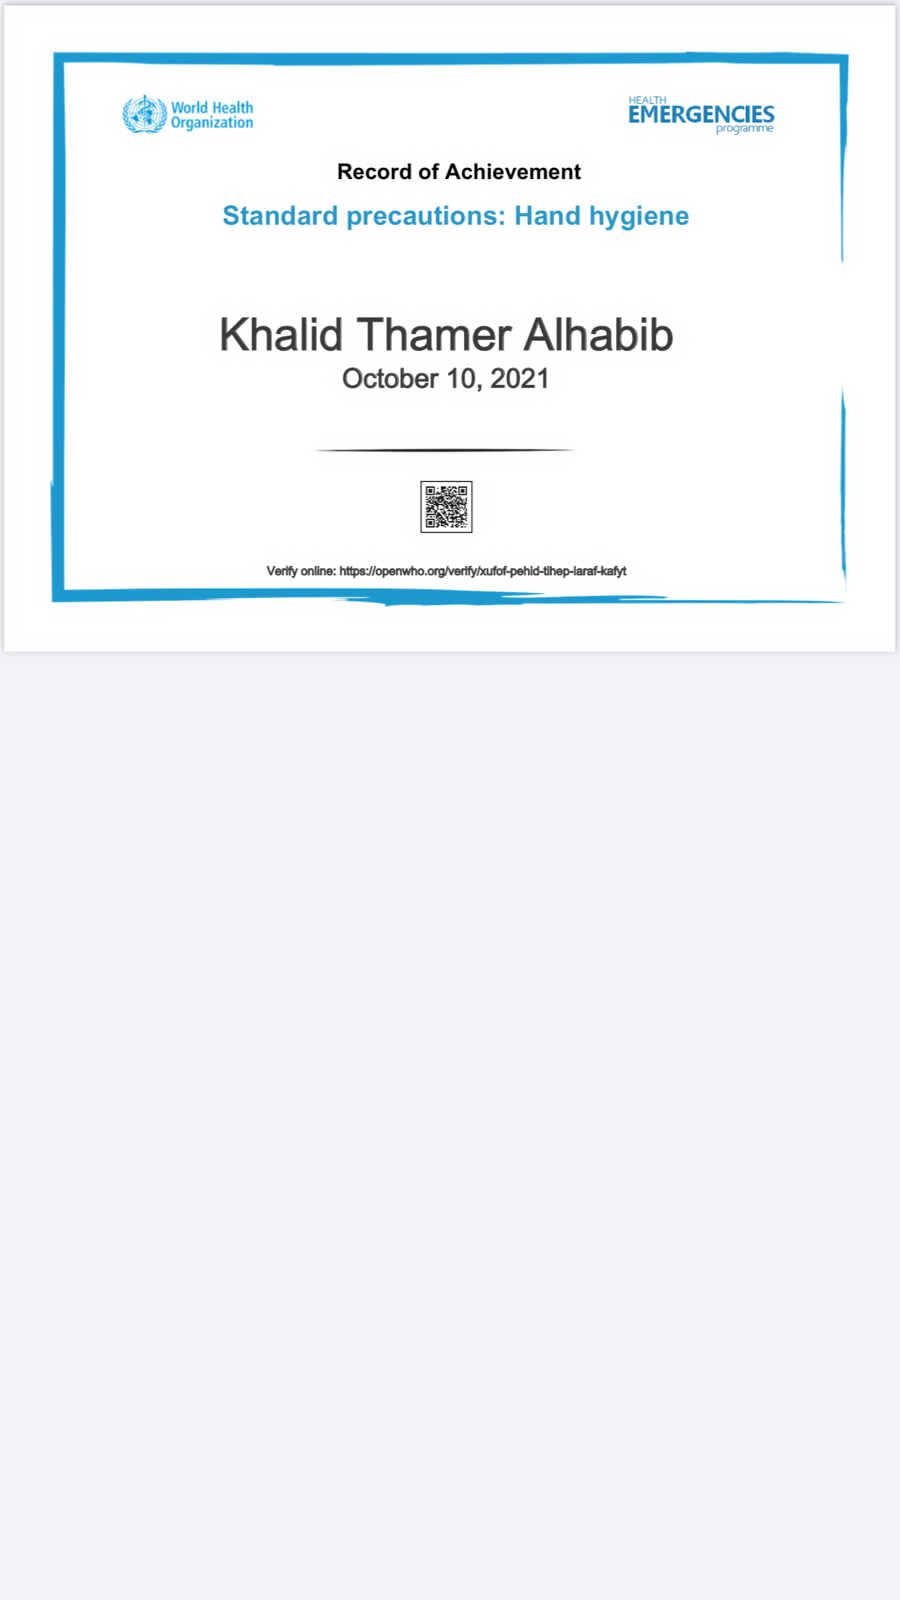 World Health
Organization
HEALTH
EMERGENCIES
programme
Record of Achievement
Standard precautions: Hand hygiene
Khalid Thamer Alhabib
October 10, 2021
Verify online: https://openwho.org/verify/xufof-pehid-tihep-laraf-kafyt